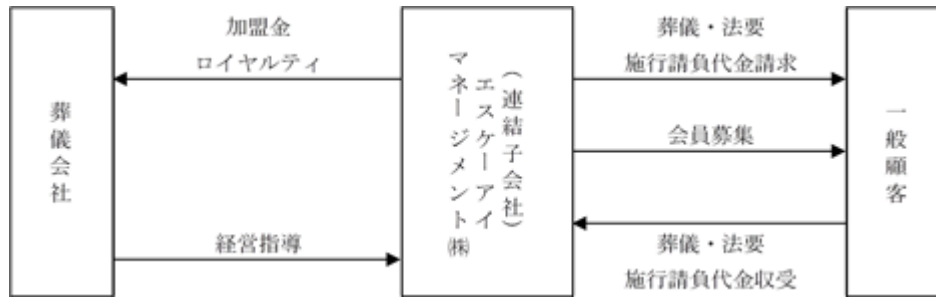 葬儀会社
加盟金
ロイヤルティ
経営指導
(連結子会社)
エスケーアイ
マネージメント㈱
葬儀・法要
施行請負代金請求
会員募集
葬儀・法要
施行請負代金収受
一般顧客